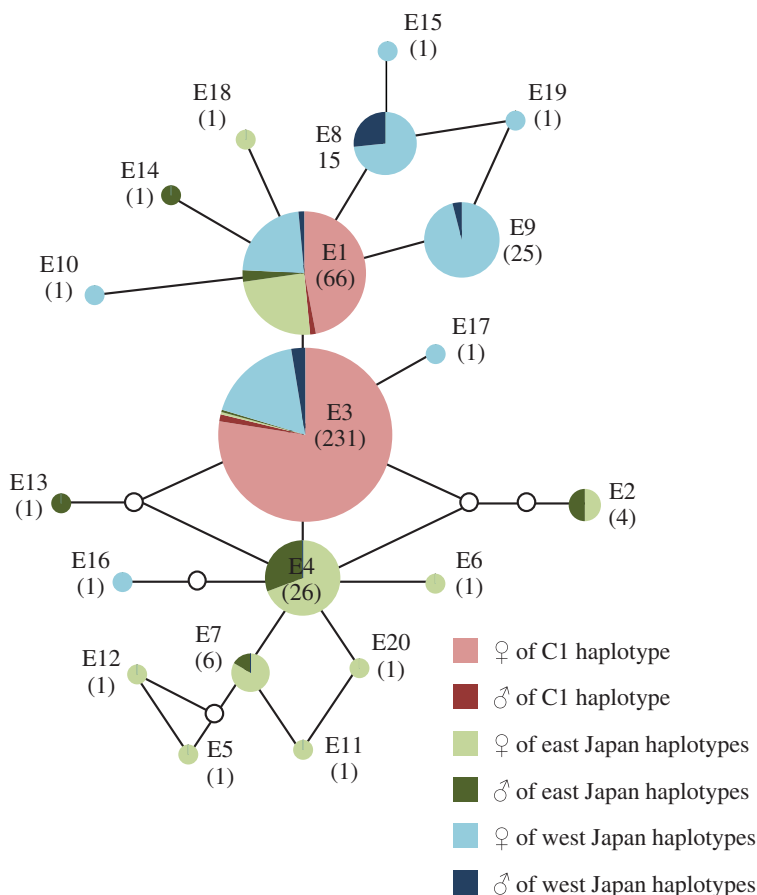 E15
(1)
E18
(1)
E19
(1)
E8
15
E14
(1)
E9
(25)
E1
(66)
E10
(1)
E17
(1)
E3
(231)
E13
(1)
E2
(4)
E16
(1)
E4
(26)
E6
(1)
E7
(6)
E20
(1)
E12
(1)
E5
(1)
E11
(1)
♀ of C1 haplotype
♂ of C1 haplotype
♀ of east Japan haplotypes
♂ of east Japan haplotypes
♀ of west Japan haplotypes
♂ of west Japan haplotypes